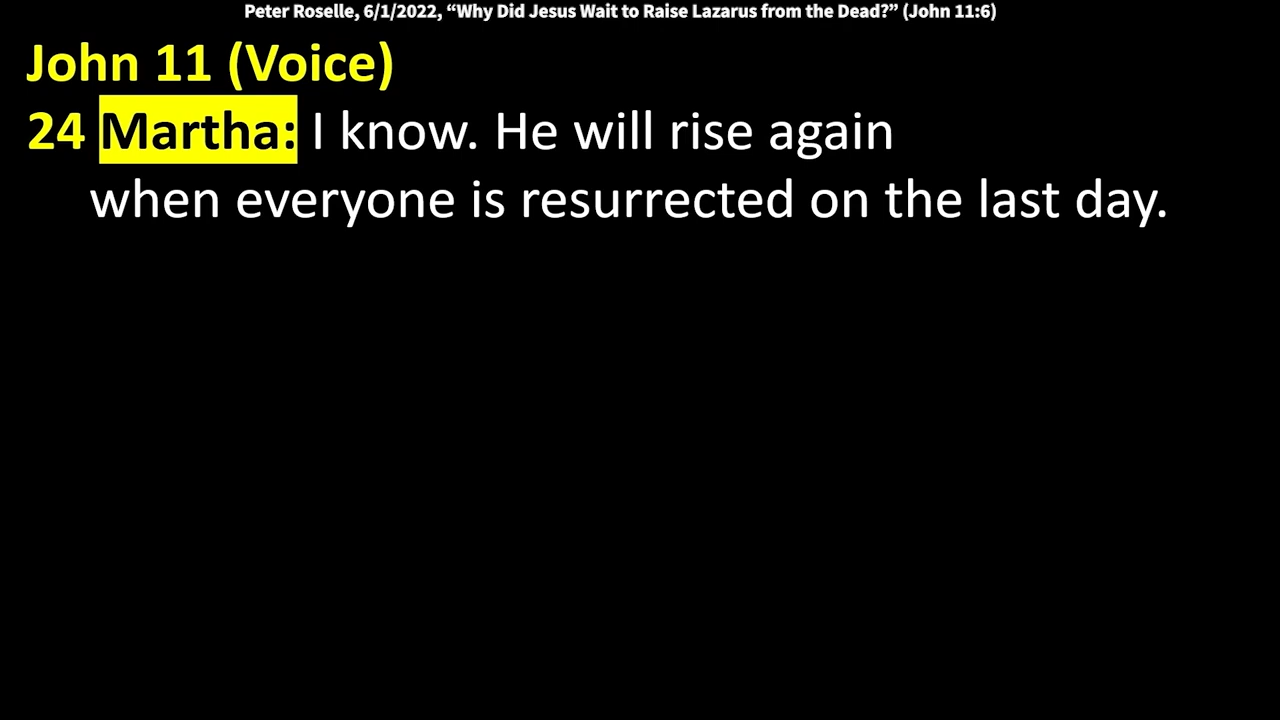 Peter Roselle, 6/1/2022, “Why Did Jesus Wait to Raise Lazarus from the Dead?” (John 11:6)
John 11 (Voice)
24 Martha: I know. He will rise again
when everyone is resurrected on the last day.